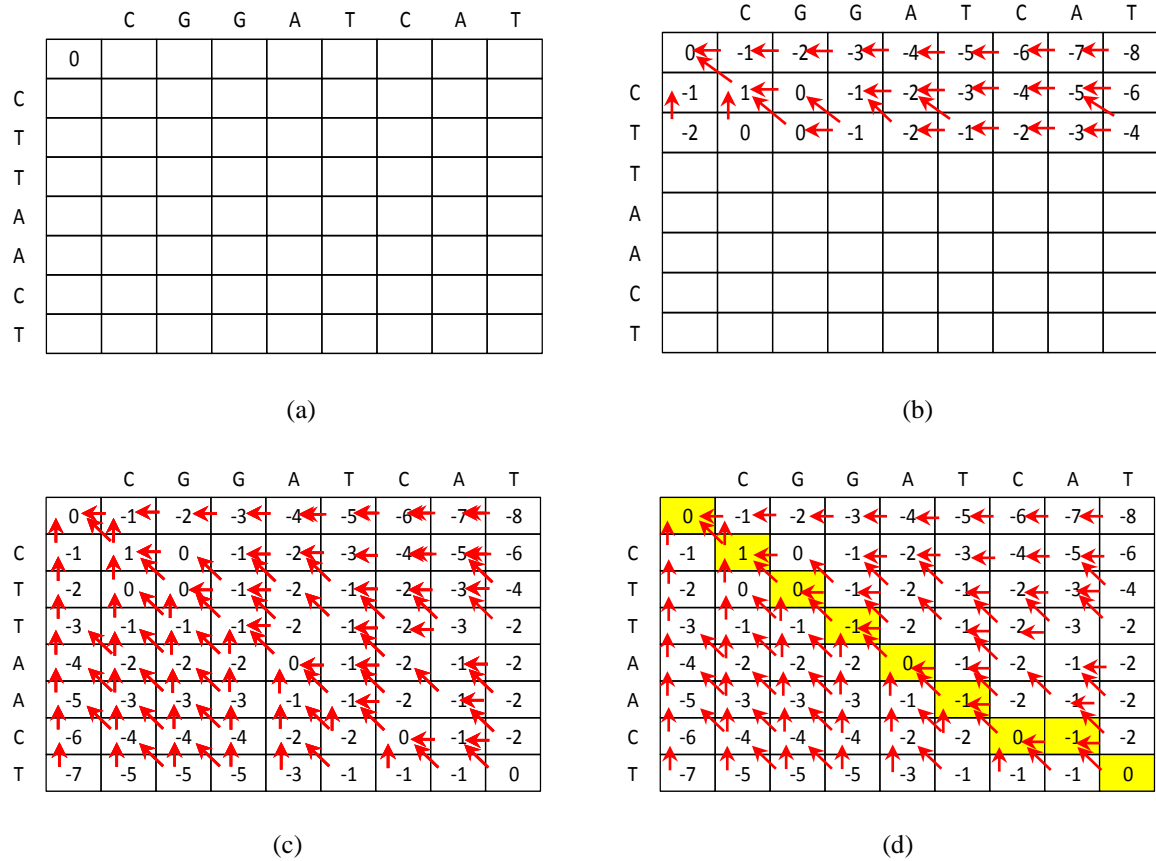 C G G A T C A T
0
C
T
T
A
A
C
T
(a)
C G G A T C A T
0 -1 -2 -3 -4 -5 -6 -7 -8
C -1 1 0 -1 -2 -3 -4 -5 -6
T -2 0 0 -1 -2 -1 -2 -3 -4
T
A
A
C
T
(b)
C G G A T C A T
0 -1 -2 -3 -4 -5 -6 -7 -8
C -1 1 0 -1 -2 -3 -4 -5 -6
T -2 0 0 -1 -2 -1 -2 -3 -4
T -3 -1 -1 -1 -2 -1 -2 -3 -2
A -4 -2 -2 -2 0 -1 -2 -1 -2
A -5 -3 -3 -3 -1 -1 -2 -1 -2
C -6 -4 -4 -4 -2 -2 0 -1 -2
T -7 -5 -5 -5 -3 -1 -1 -1 0
(c)
C G G A T C A T
0 -1 -2 -3 -4 -5 -6 -7 -8
C -1 1 0 -1 -2 -3 -4 -5 -6
T -2 0 0 -1 -2 -1 -2 -3 -4
T -3 -1 -1 -1 -2 -1 -2 -3 -2
A -4 -2 -2 -2 0 -1 -2 -1 -2
A -5 -3 -3 -3 -1 -1 -2 -1 -2
C -6 -4 -4 -4 -2 -2 0 -1 -2
T -7 -5 -5 -5 -3 -1 -1 -1 0
(d)